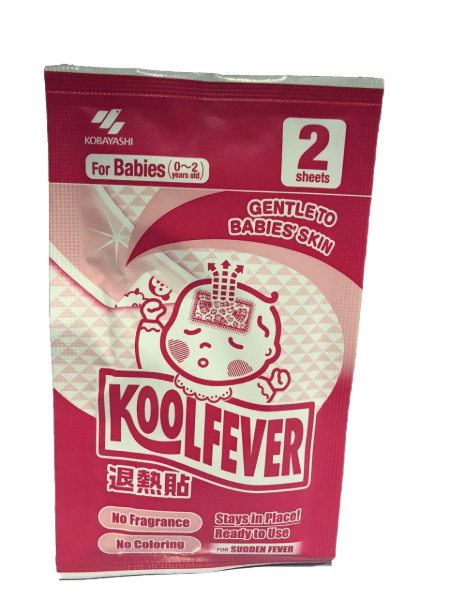 KOBAYASHI
For Babies (0~2 years old)
2
sheets
GENTLE TO
BABIES' SKIN
KOOLFEVER
退熱貼
No Fragrance
No Coloring
Stays in Place!
Ready to Use
FOR SUDDEN FEVER